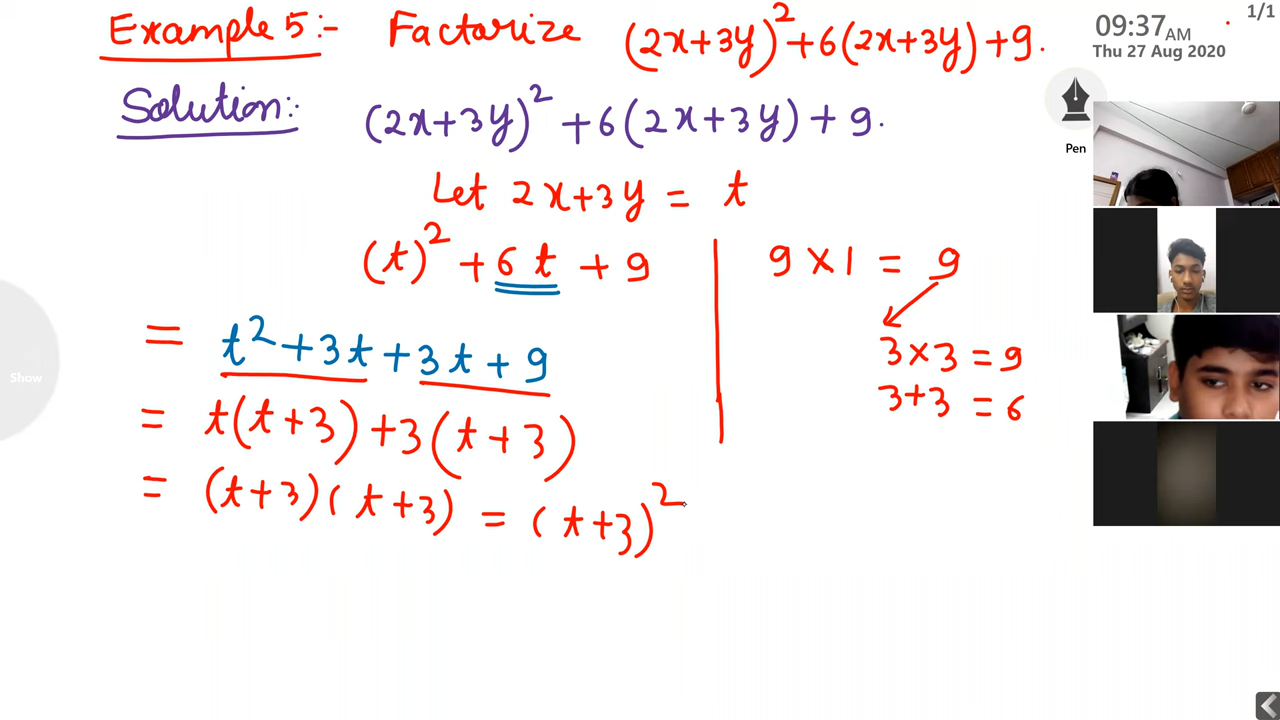 Example 5:- Factorize (2x+3y)²+6(2x+3y)+9.
Solution:- (2x+3y)²+6(2x+3y)+9.
Let 2x+3y = t
(t)²+6t+9
= t²+3t+3t+9
= t(t+3)+3(t+3)
= (t+3)(t+3) = (t+3)²
9×1 = 9
3×3 = 9
3+3 = 6
1/1
09:37AM
Thu 27 Aug 2020
Pen
Show